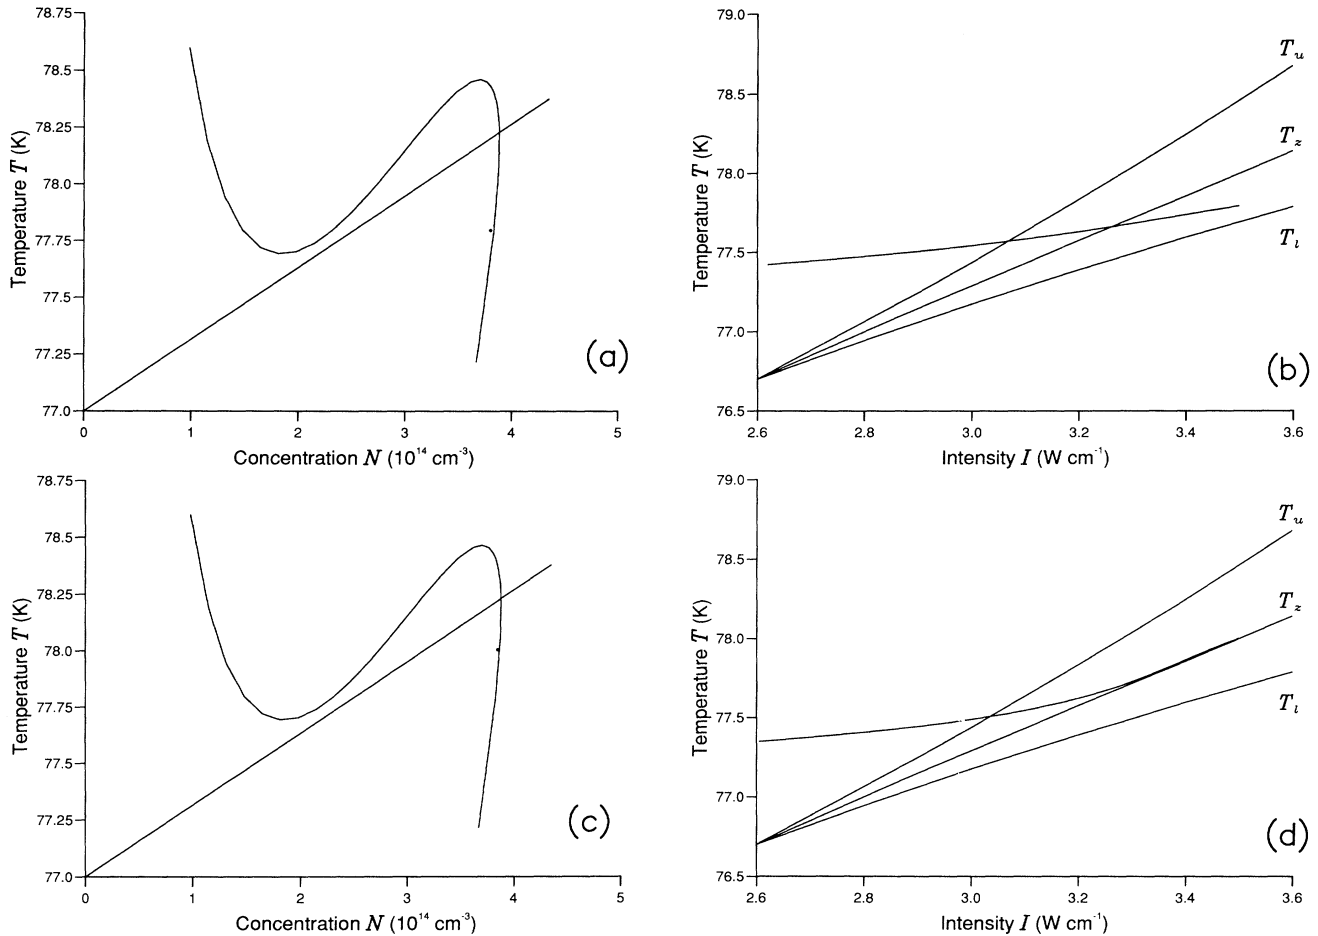 78.75
78.5
78.25
78.0
77.75
77.5
77.25
77.0
0 1 2 3 4 5
Temperature T (K)
Concentration N (10¹⁴ cm⁻³)
(a)
79.0
78.5
78.0
77.5
77.0
76.5
2.6 2.8 3.0 3.2 3.4 3.6
Temperature T (K)
Intensity I (W cm⁻¹)
T_u
T_z
T_l
(b)
78.75
78.5
78.25
78.0
77.75
77.5
77.25
77.0
0 1 2 3 4 5
Temperature T (K)
Concentration N (10¹⁴ cm⁻³)
(c)
79.0
78.5
78.0
77.5
77.0
76.5
2.6 2.8 3.0 3.2 3.4 3.6
Temperature T (K)
Intensity I (W cm⁻¹)
T_u
T_z
T_l
(d)